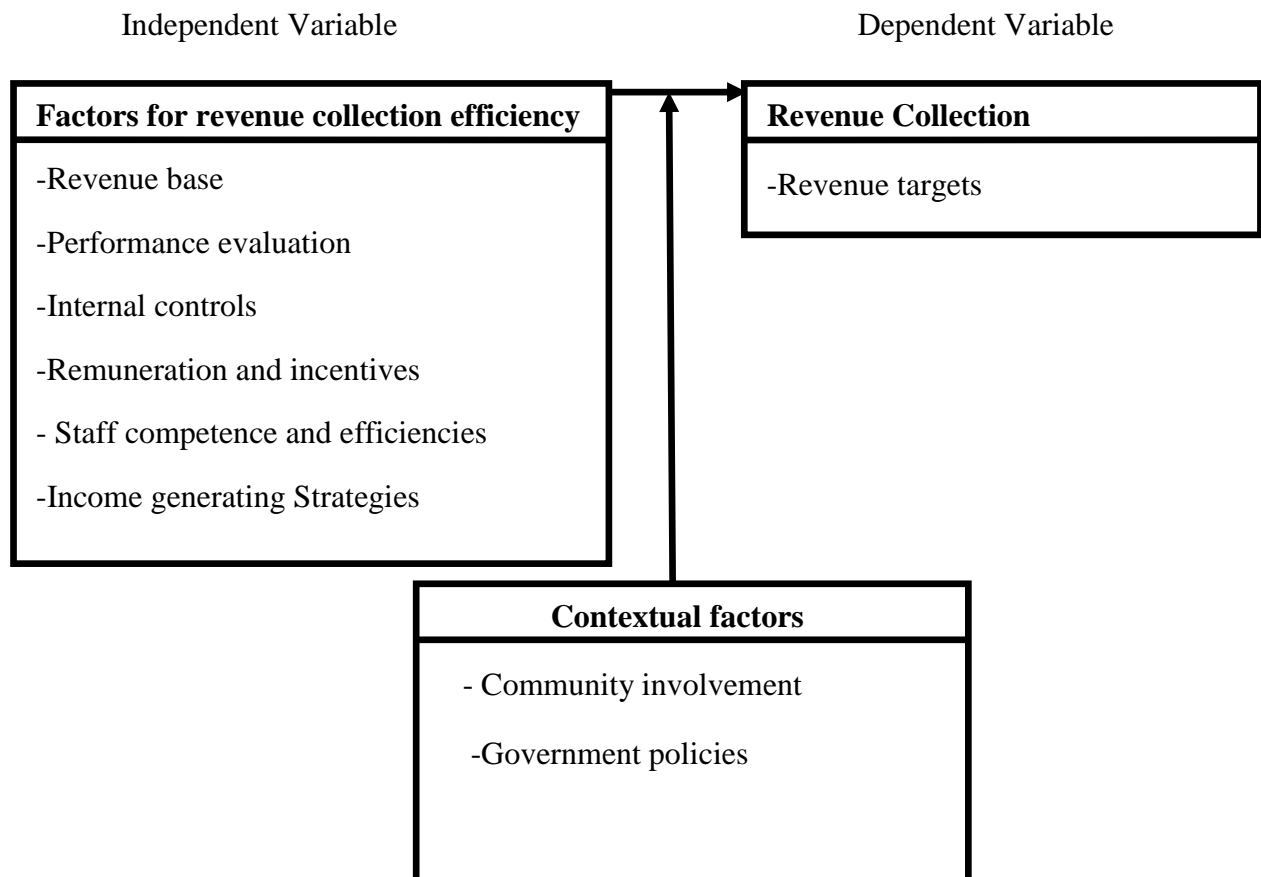 Independent Variable
Dependent Variable
Factors for revenue collection efficiency
-Revenue base
-Performance evaluation
-Internal controls
-Remuneration and incentives
- Staff competence and efficiencies
-Income generating Strategies
Revenue Collection
-Revenue targets
Contextual factors
- Community involvement
-Government policies